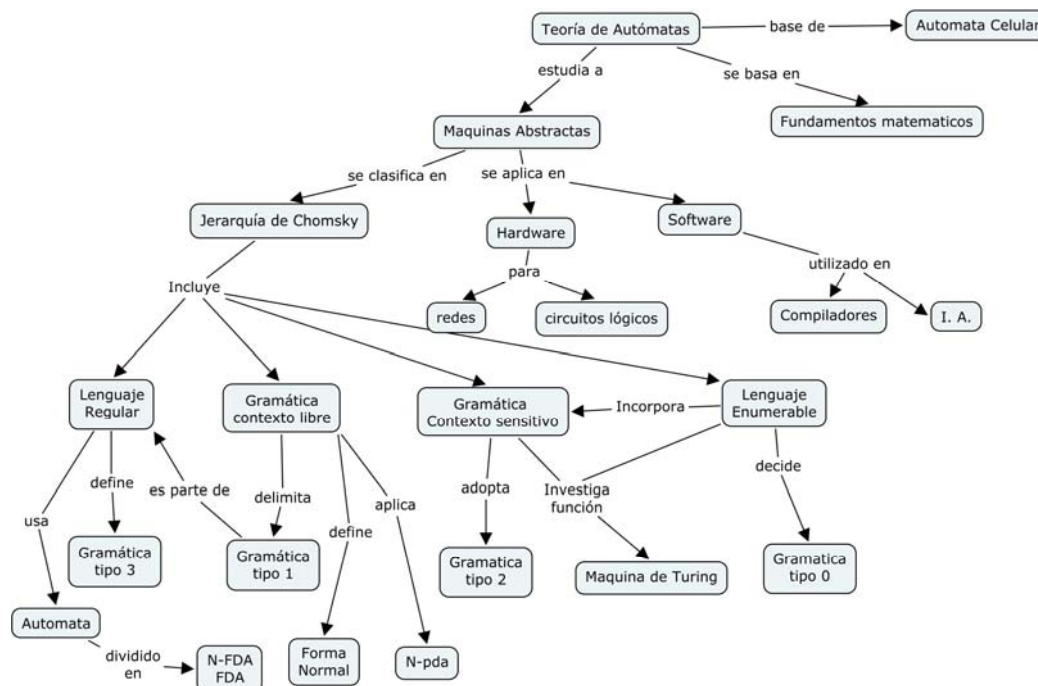 Teoría de Autómatas
base de
Automata Celular
estudia a
se basa en
Fundamentos matematicos
Maquinas Abstractas
se clasifica en
se aplica en
Jerarquía de Chomsky
Hardware
Software
para
utilizado en
Incluye
redes
circuitos lógicos
Compiladores
I. A.
Lenguaje
Regular
Gramática
contexto libre
Gramática
Contexto sensitivo
Incorpora
Lenguaje
Enumerable
define
es parte de
delimita
aplica
adopta
Investiga
función
decide
usa
define
Gramática
tipo 3
Gramática
tipo 1
Gramatica
tipo 2
Maquina de Turing
Gramatica
tipo 0
Automata
dividido
en
N-FDA
FDA
Forma
Normal
N-pda